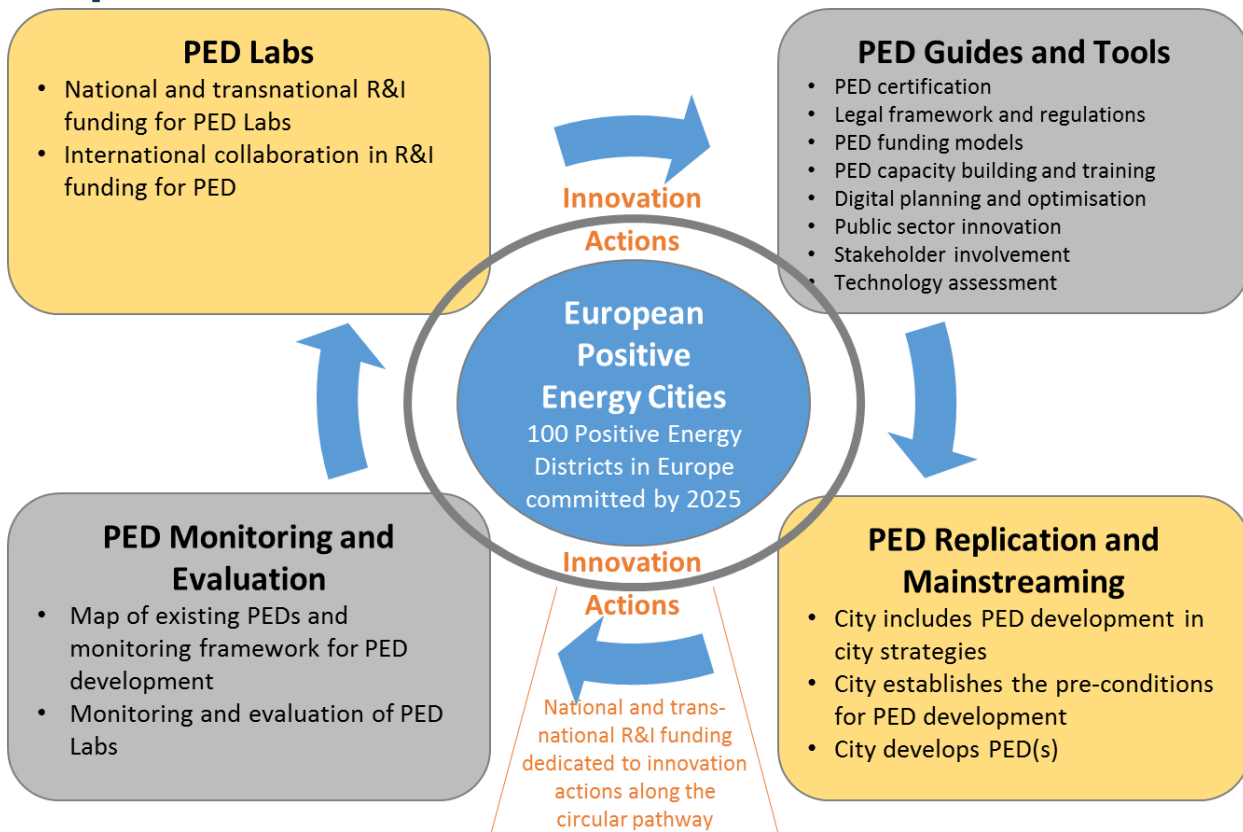 PED Labs
• National and transnational R&I
funding for PED Labs
• International collaboration in R&I
funding for PED
PED Guides and Tools
• PED certification
• Legal framework and regulations
• PED funding models
• PED capacity building and training
• Digital planning and optimisation
• Public sector innovation
• Stakeholder involvement
• Technology assessment
Innovation
Actions
European
Positive
Energy Cities
100 Positive Energy
Districts in Europe
committed by 2025
Innovation
Actions
PED Monitoring and
Evaluation
• Map of existing PEDs and
monitoring framework for PED
development
• Monitoring and evaluation of PED
Labs
National and trans-
national R&I funding
dedicated to innovation
actions along the
circular pathway
PED Replication and
Mainstreaming
• City includes PED development in
city strategies
• City establishes the pre-conditions
for PED development
• City develops PED(s)